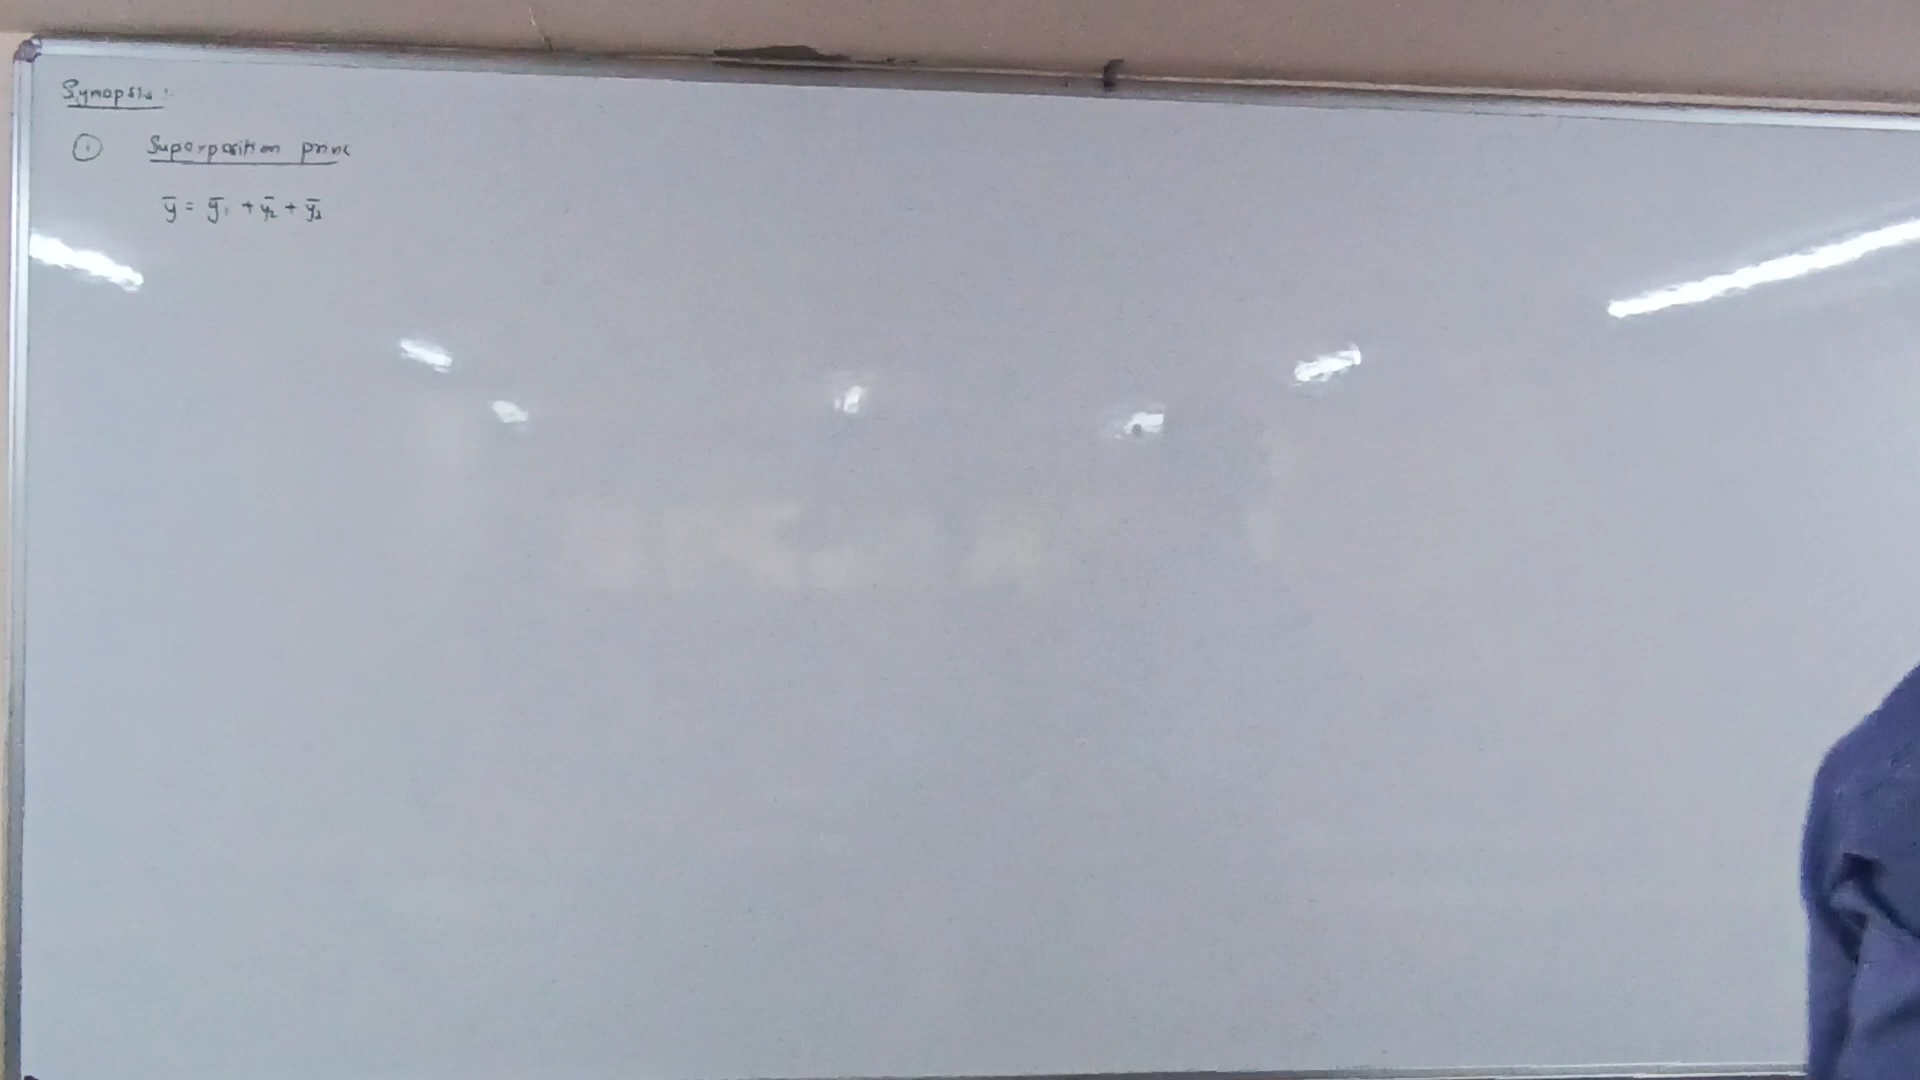 Synopsis :
① Superposition princ
ȳ = ȳ₁ + ȳ₂ + ȳ₃